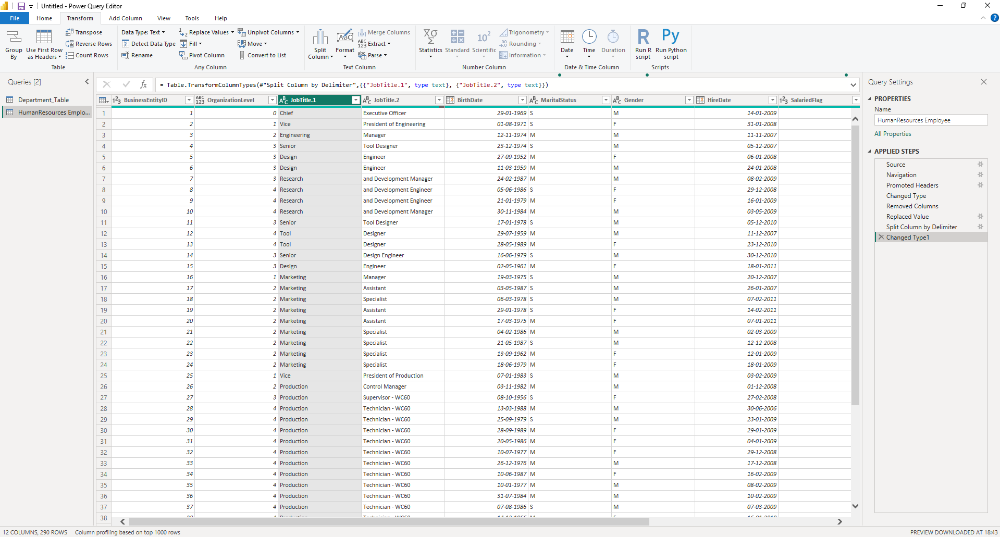 Untitled - Power Query Editor
File Home Transform Add Column View Tools Help
Group By
Use First Row as Headers
Transpose
Reverse Rows
Count Rows
Table
Data Type: Text
Detect Data Type
Rename
Replace Values
Fill
Pivot Column
Unpivot Columns
Move
Convert to List
Any Column
Split Column
Format
Merge Columns
Extract
Parse
Text Column
Statistics
Standard
Scientific
Trigonometry
Rounding
Information
Number Column
Date
Time
Duration
Date & Time Column
Run R script
Run Python script
Scripts
Queries [2]
Department_Table
HumanResources Emplo...
= Table.TransformColumnTypes(#"Split Column by Delimiter",{{"JobTitle.1", type text}, {"JobTitle.2", type text}})
BusinessEntityID OrganizationLevel JobTitle.1 JobTitle.2 BirthDate MaritalStatus Gender HireDate SalariedFlag
1 1 0 Chief Executive Officer 29-01-1969 S M 14-01-2009
2 2 1 Vice President of Engineering 01-08-1971 S F 31-01-2008
3 3 2 Engineering Manager 12-11-1974 M M 11-11-2007
4 4 3 Senior Tool Designer 23-12-1974 S M 05-12-2007
5 5 3 Design Engineer 27-09-1952 M F 06-01-2008
6 6 3 Design Engineer 11-03-1959 M M 24-01-2008
7 7 3 Research and Development Manager 24-02-1987 M M 08-02-2009
8 8 4 Research and Development Engineer 05-06-1986 S F 29-12-2008
9 9 4 Research and Development Engineer 21-01-1979 M F 16-01-2009
10 10 4 Research and Development Manager 30-11-1984 M M 03-05-2009
11 11 3 Senior Tool Designer 17-01-1978 S M 05-12-2010
12 12 4 Tool Designer 29-07-1959 M M 11-12-2007
13 13 4 Tool Designer 28-05-1989 M F 23-12-2010
14 14 3 Senior Design Engineer 16-06-1979 S M 30-12-2010
15 15 3 Design Engineer 02-05-1961 M F 18-01-2011
16 16 1 Marketing Manager 19-03-1975 S M 20-12-2007
17 17 2 Marketing Assistant 03-05-1987 S M 26-01-2007
18 18 2 Marketing Specialist 06-03-1978 S M 07-02-2011
19 19 2 Marketing Assistant 29-01-1978 S F 14-02-2011
20 20 2 Marketing Assistant 17-03-1975 M F 07-01-2011
21 21 2 Marketing Specialist 04-02-1986 M M 02-03-2009
22 22 2 Marketing Specialist 21-05-1987 S M 12-12-2008
23 23 2 Marketing Specialist 13-09-1962 M F 12-01-2009
24 24 2 Marketing Specialist 18-06-1979 M F 18-01-2009
25 25 1 Vice President of Production 07-01-1983 S M 03-02-2009
26 26 2 Production Control Manager 03-11-1982 M M 01-12-2008
27 27 3 Production Supervisor - WC60 08-10-1956 S F 27-02-2008
28 28 4 Production Technician - WC60 13-03-1988 M M 30-06-2006
29 29 4 Production Technician - WC60 25-09-1979 S M 23-01-2009
30 30 4 Production Technician - WC60 28-09-1989 M F 29-01-2009
31 31 4 Production Technician - WC60 20-05-1986 M F 04-01-2009
32 32 4 Production Technician - WC60 10-07-1977 M F 29-12-2008
33 33 4 Production Technician - WC60 26-12-1976 M M 17-12-2008
34 34 4 Production Technician - WC60 10-06-1987 M F 16-02-2009
35 35 4 Production Technician - WC60 10-01-1977 M M 08-02-2009
36 36 4 Production Technician - WC60 31-07-1984 M M 10-02-2009
37 37 4 Production Technician - WC60 07-08-1986 S M 07-03-2009
38
Query Settings
PROPERTIES
Name
HumanResources Employee
All Properties
APPLIED STEPS
Source
Navigation
Promoted Headers
Changed Type
Removed Columns
Replaced Value
Split Column by Delimiter
Changed Type1
12 COLUMNS, 290 ROWS Column profiling based on top 1000 rows
PREVIEW DOWNLOADED AT 18:43